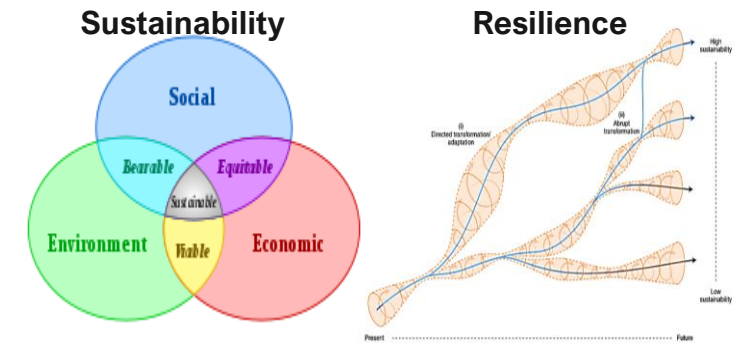 Sustainability
Resilience
Social
Bearable
Equitable
Sustainable
Environment
Viable
Economic
High
sustainability
(i)
Directed transformation/
adaptation
(ii)
Abrupt
transformation
Low
sustainability
Present
Future